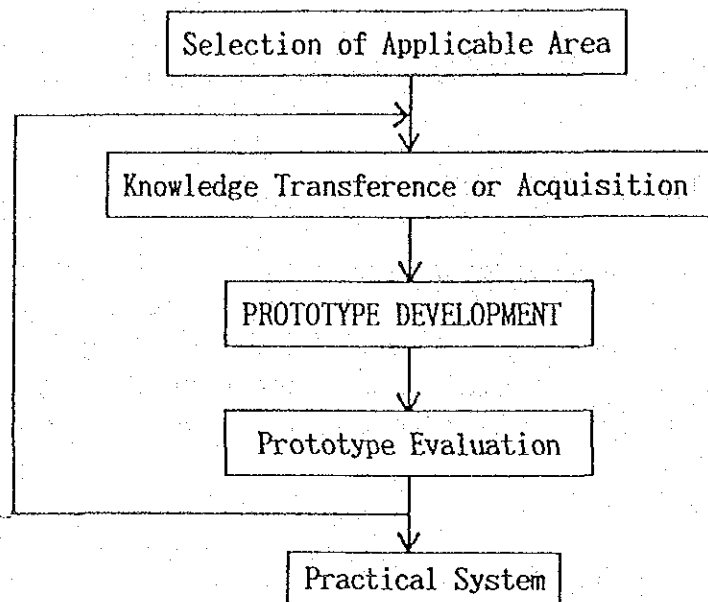 Selection of Applicable Area
Knowledge Transference or Acquisition
PROTOTYPE DEVELOPMENT
Prototype Evaluation
Practical System